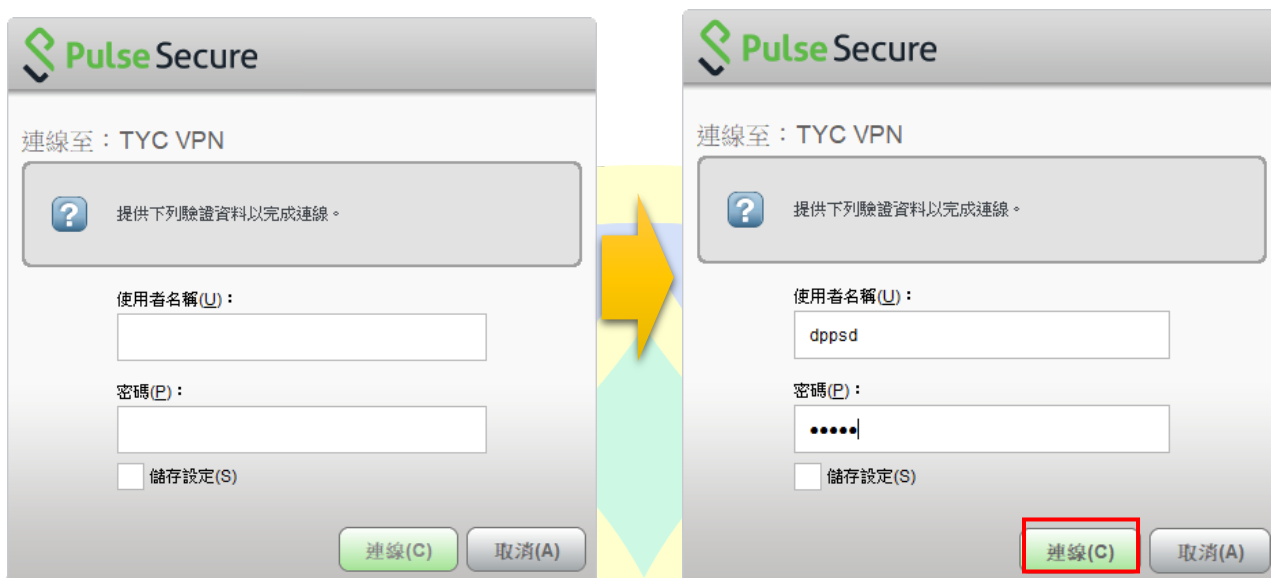 Pulse Secure
連線至：TYC VPN
提供下列驗證資料以完成連線。
使用者名稱(U)：
密碼(P)：
儲存設定(S)
連線(C)
取消(A)
Pulse Secure
連線至：TYC VPN
提供下列驗證資料以完成連線。
使用者名稱(U)：
dppsd
密碼(P)：
•••••
儲存設定(S)
連線(C)
取消(A)